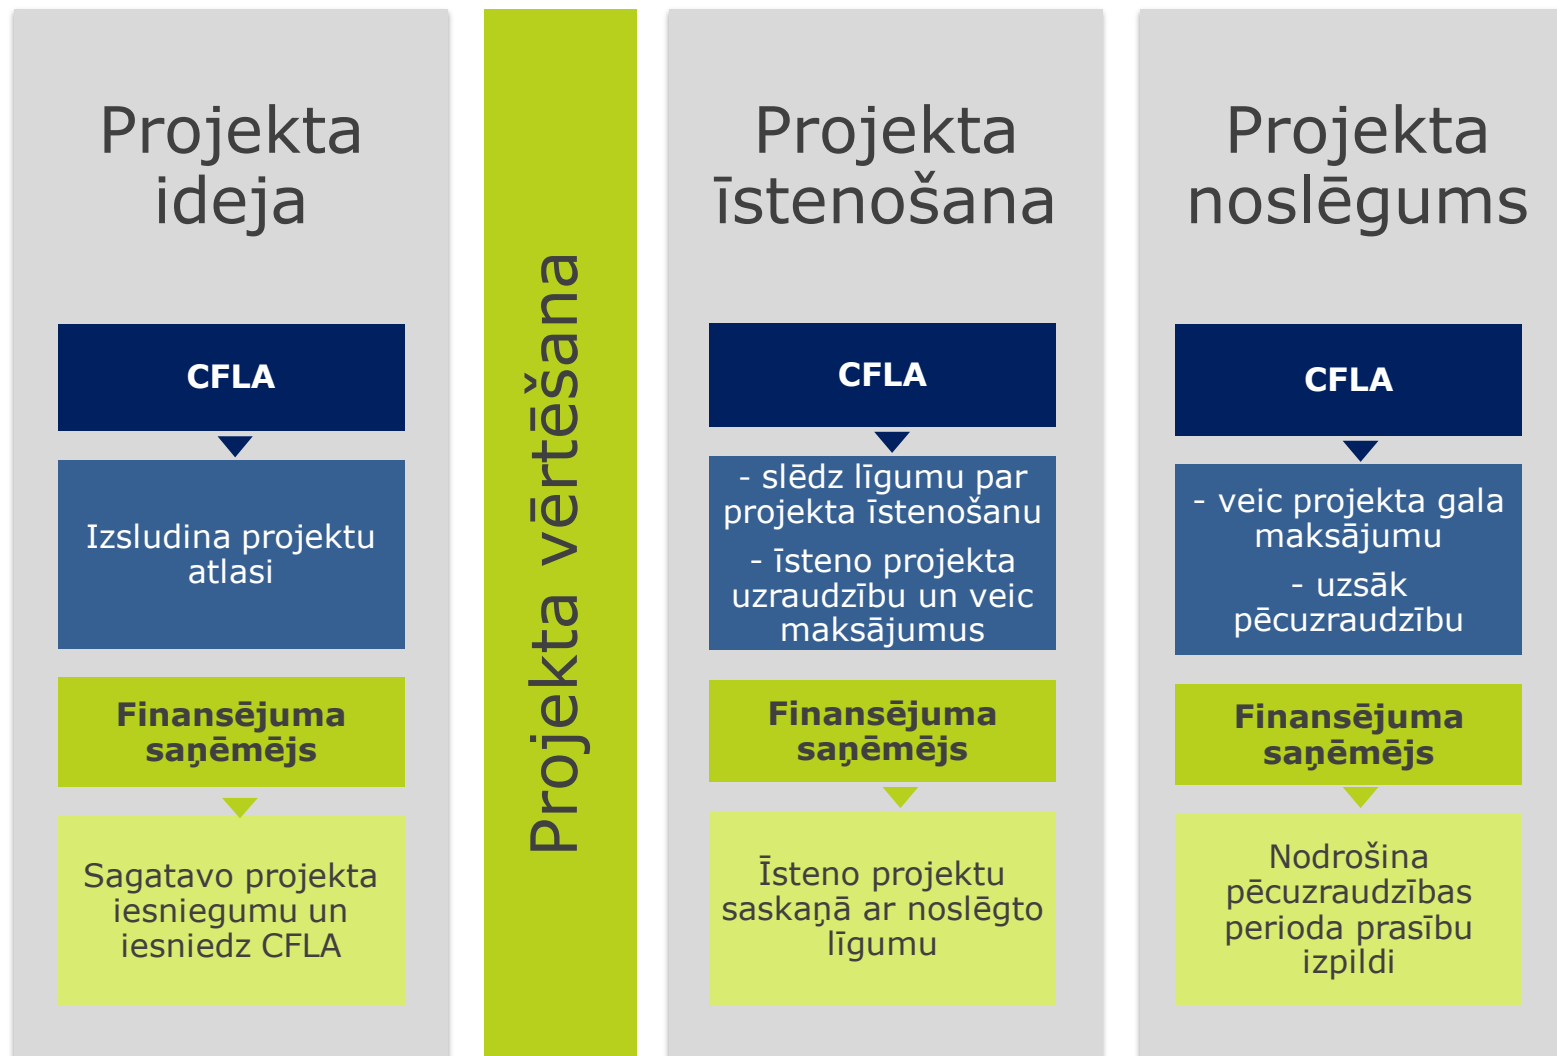 Projekta
ideja
CFLA
Izsludina projektu
atlasi
Finansējuma
saņēmējs
Sagatavo projekta
iesniegumu un
iesniedz CFLA
Projekta vērtēšana
Projekta
īstenošana
CFLA
- slēdz līgumu par
projekta īstenošanu
- īsteno projekta
uzraudzību un veic
maksājumus
Finansējuma
saņēmējs
Īsteno projektu
saskaņā ar noslēgto
līgumu
Projekta
noslēgums
CFLA
- veic projekta gala
maksājumu
- uzsāk
pēcuzraudzību
Finansējuma
saņēmējs
Nodrošina
pēcuzraudzības
perioda prasību
izpildi